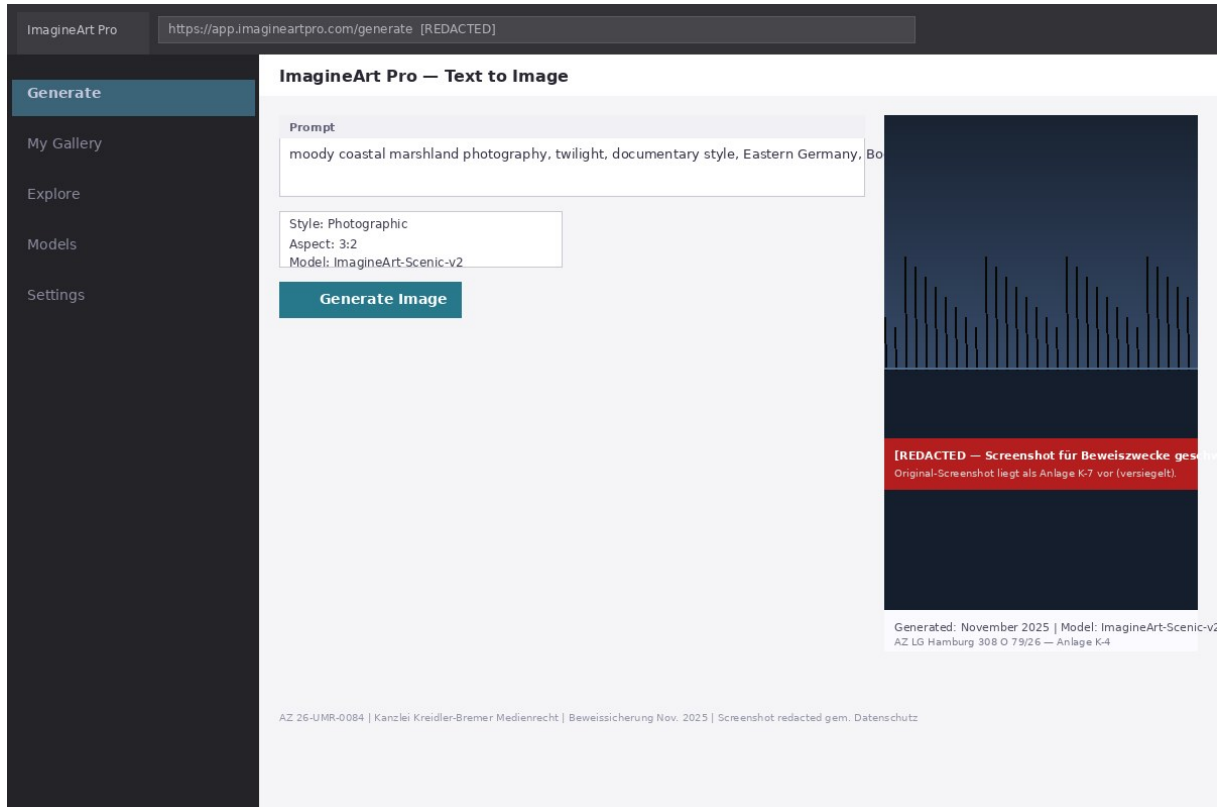 ImagineArt Pro
https://app.imagineartpro.com/generate [REDACTED]
Generate
My Gallery
Explore
Models
Settings
ImagineArt Pro — Text to Image
Prompt
moody coastal marshland photography, twilight, documentary style, Eastern Germany,
Style: Photographic
Aspect: 3:2
Model: ImagineArt-Scenic-v2
Generate Image
[REDACTED — Screenshot für Beweiszwecke
Original-Screenshot liegt als Anlage K-7 vor (versiegelt).
Generated: November 2025 | Model: ImagineArt-Scenic-v2
AZ LG Hamburg 308 O 79/26 — Anlage K-4
AZ 26-UMR-0084 | Kanzlei Kreidler-Bremer Medienrecht | Beweissicherung Nov. 2025 | Screenshot redacted gem. Datenschutz